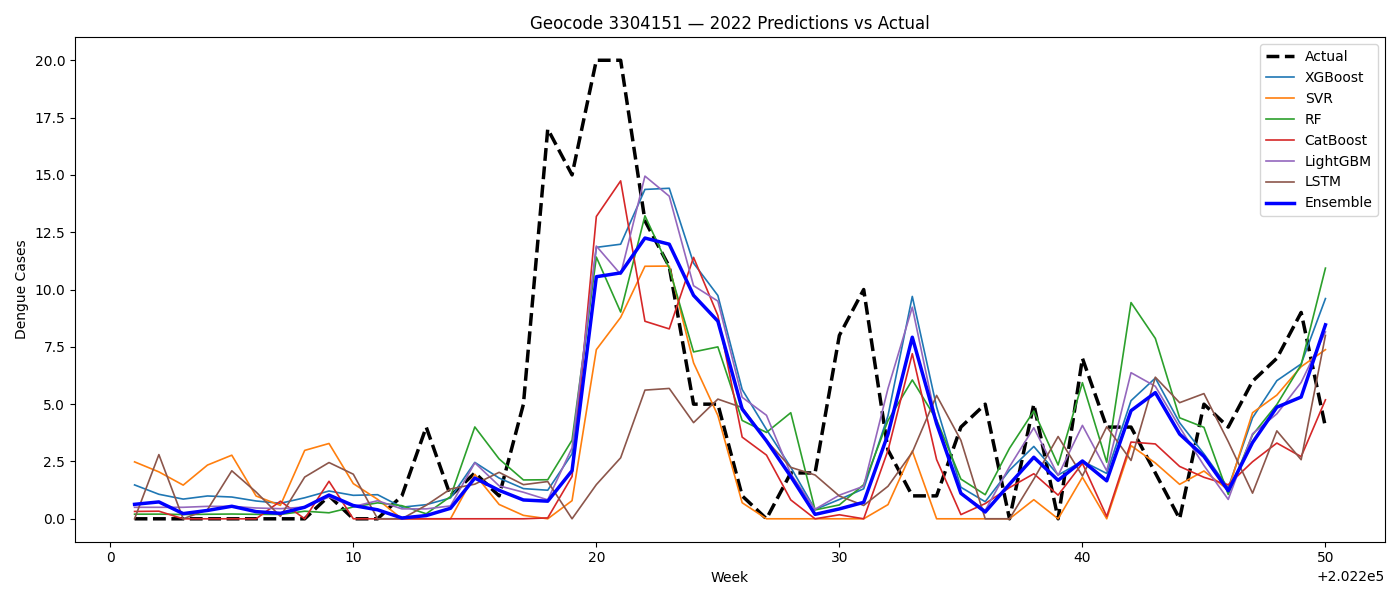 Geocode 3304151 — 2022 Predictions vs Actual
Dengue Cases
20.0
17.5
15.0
12.5
10.0
7.5
5.0
2.5
0.0
Actual
XGBoost
SVR
RF
CatBoost
LightGBM
LSTM
Ensemble
0 10 20 30 40 50
Week
+2.022e5